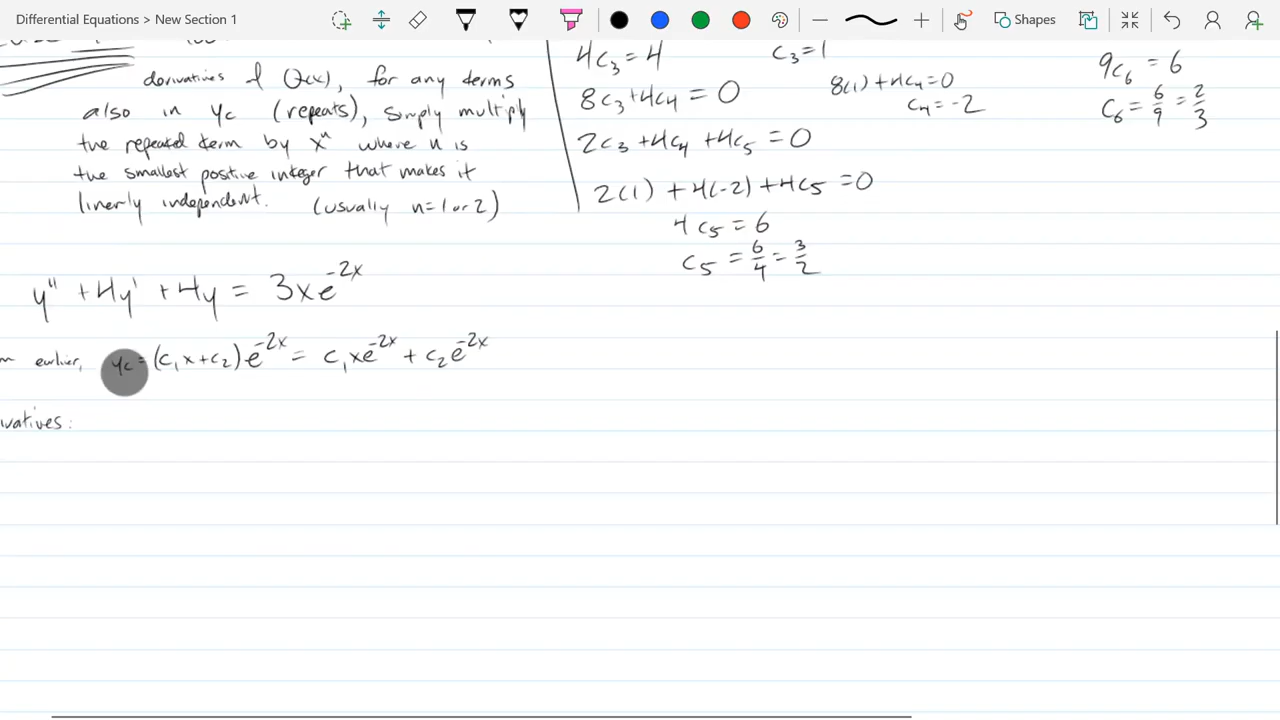 Differential Equations > New Section 1
Shapes
derivatives of Q(x), for any terms
also in yc (repeats), simply multiply
the repeated term by xⁿ where n is
the smallest positive integer that makes it
linerly independent. (usually n=1 or 2)
4c₃ = 4
c₃=1
8c₃+4c₄ = 0
8(1) +4c₄=0
c₄=-2
2c₃ +4c₄ +4c₅ = 0
2(1) +4(-2) +4c₅ =0
4c₅ = 6
c₅ = 6/4 = 3/2
9c₆ = 6
c₆ = 6/9 = 2/3
y" +4y' +4y = 3xe^-2x
earlier, yc= (c₁x+c₂)e^-2x = c₁xe^-2x + c₂e^-2x
vatives: